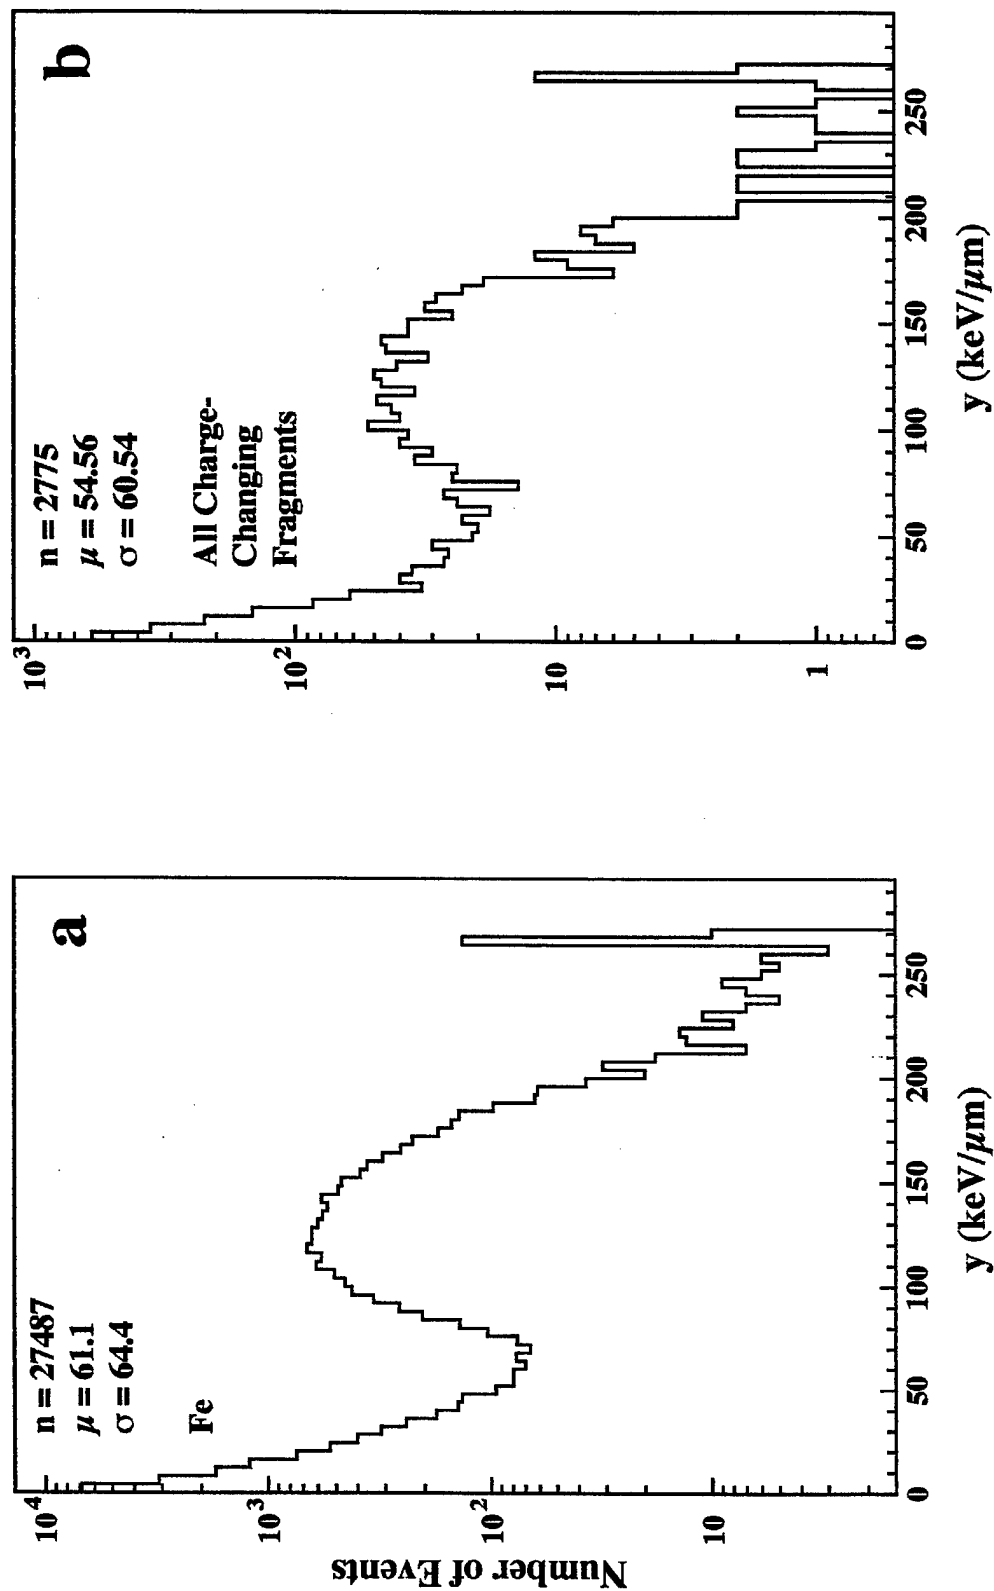 a
n = 27487
μ = 61.1
σ = 64.4
Fe
Number of Events
10⁴
10³
10²
10
0
50
100
150
200
250
y (keV/μm)
b
n = 2775
μ = 54.56
σ = 60.54
All Charge-
Changing
Fragments
10³
10²
10
1
0
50
100
150
200
250
y (keV/μm)